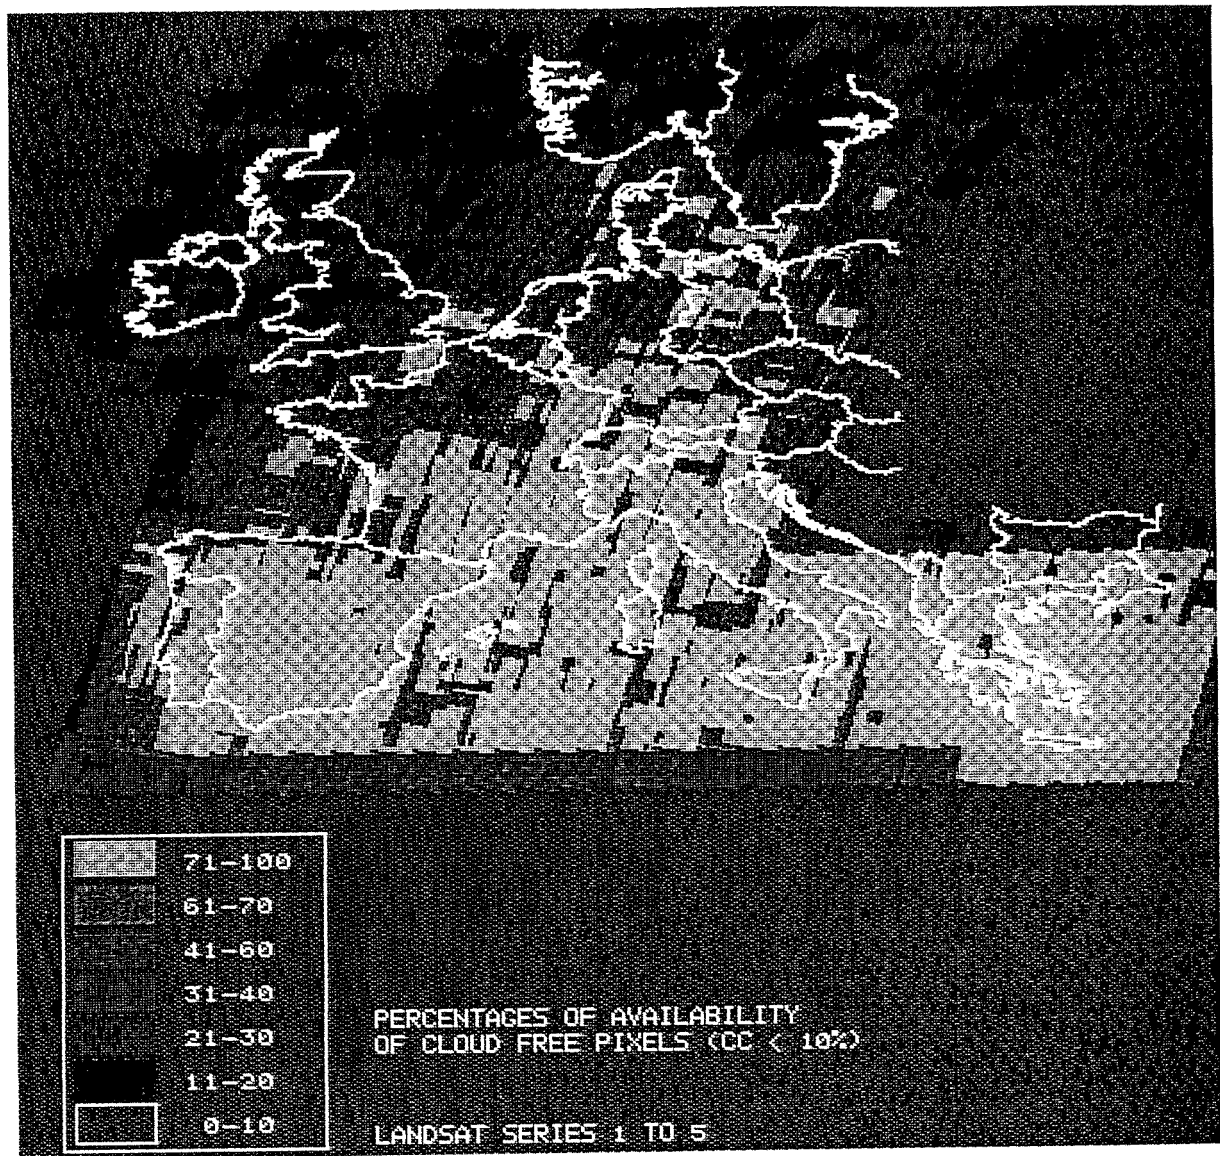 71-100
61-70
41-60
31-40
21-30
11-20
0-10
PERCENTAGES OF AVAILABILITY
OF CLOUD FREE PIXELS (CC < 10%)
LANDSAT SERIES 1 TO 5